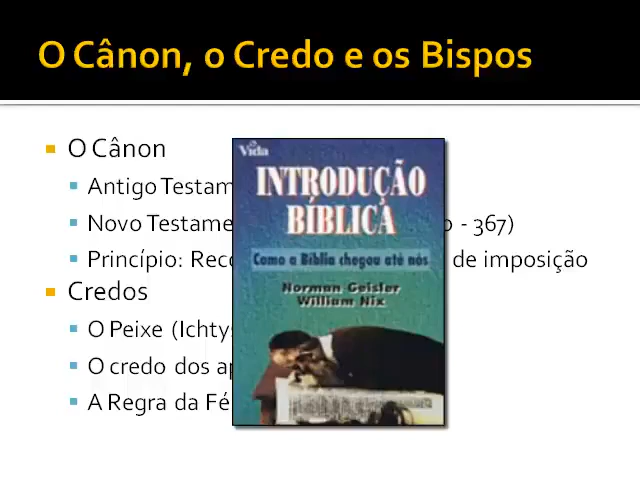 O Cânon, o Credo e os Bispos
O Cânon
Antigo Testam
Novo Testame - 367)
Princípio: Reco de imposição
Credos
O Peixe (Ichtys
O credo dos ap
A Regra da Fé
Vida
INTRODUÇÃO
BÍBLICA
Como a Bíblia chegou até nós
Norman Geisler
William Nix